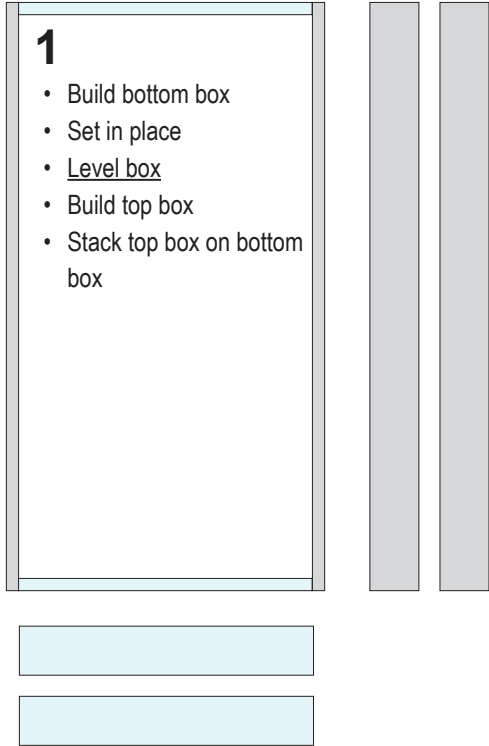 1
• Build bottom box
• Set in place
• Level box
• Build top box
• Stack top box on bottom
box